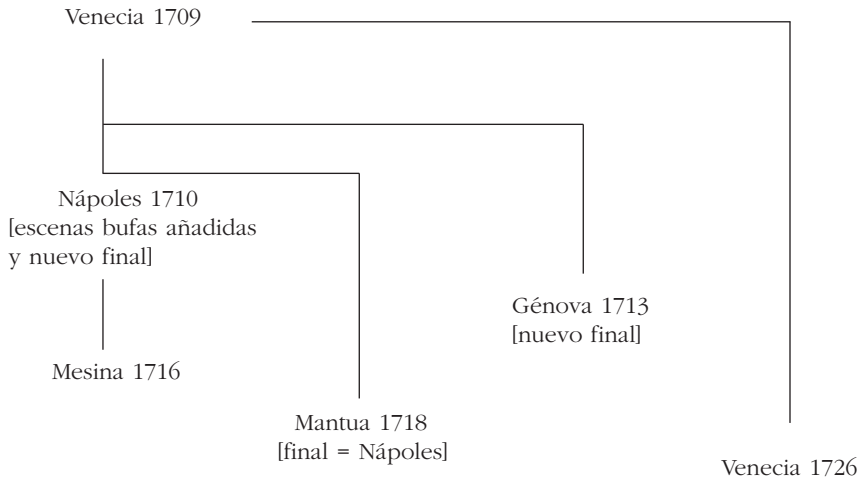 Venecia 1709
Nápoles 1710
[escenas bufas añadidas
y nuevo final]
Génova 1713
[nuevo final]
Mesina 1716
Mantua 1718
[final = Nápoles]
Venecia 1726